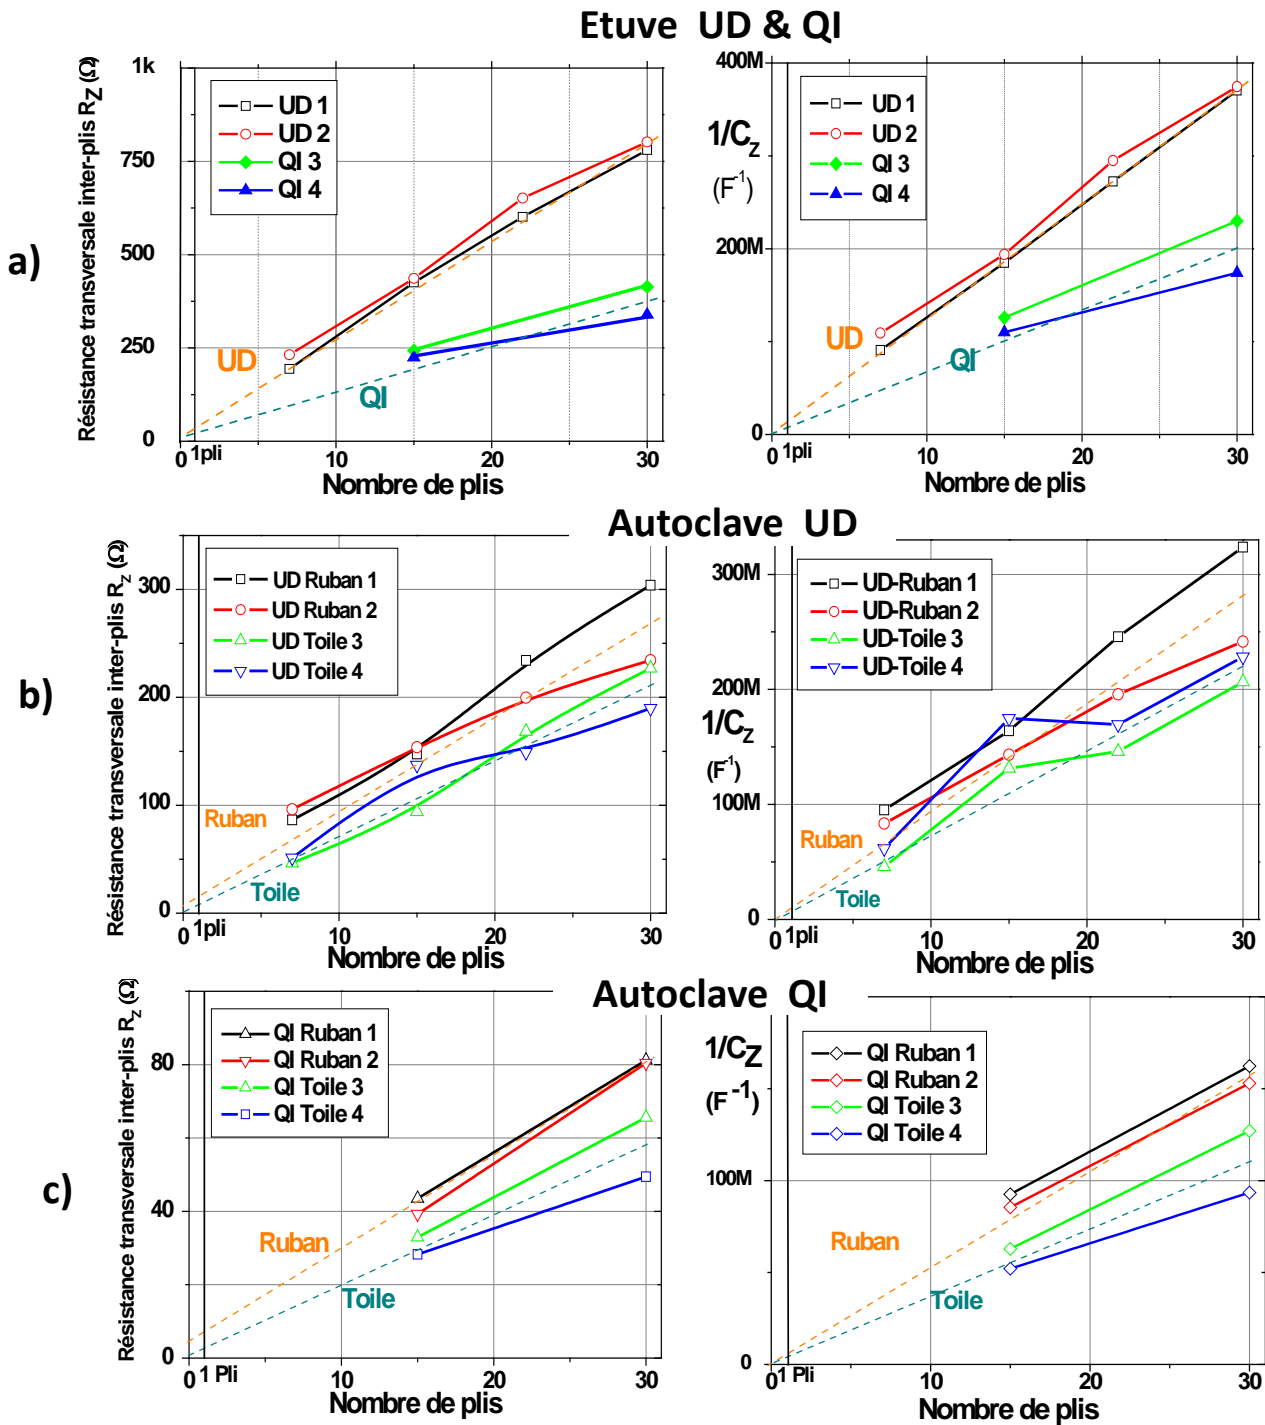 Etuve UD & QI
a)
Résistance transversale inter-plis RZ (Ω)
1k
750
500
250
0
UD 1
UD 2
QI 3
QI 4
UD
QI
0 1pli 10 20 30
Nombre de plis
1/CZ
(F-1)
400M
200M
0
UD 1
UD 2
QI 3
QI 4
UD
QI
0 1pli 10 20 30
Nombre de plis
Autoclave UD
b)
Résistance transversale inter-plis Rz (Ω)
300
200
100
0
UD Ruban 1
UD Ruban 2
UD Toile 3
UD Toile 4
Ruban
Toile
0 1pli 10 20 30
Nombre de plis
300M
200M
1/CZ
(F-1)
100M
0
UD-Ruban 1
UD-Ruban 2
UD-Toile 3
UD-Toile 4
Ruban
Toile
0 1pli 10 20 30
Nombre de plis
Autoclave QI
c)
Résistance transversale inter-plis Rz (Ω)
80
40
0
QI Ruban 1
QI Ruban 2
QI Toile 3
QI Toile 4
Ruban
Toile
0 1 Pli 10 20 30
Nombre de plis
1/CZ
(F-1)
100M
0
QI Ruban 1
QI Ruban 2
QI Toile 3
QI Toile 4
Ruban
Toile
0 1 Pli 10 20 30
Nombre de plis